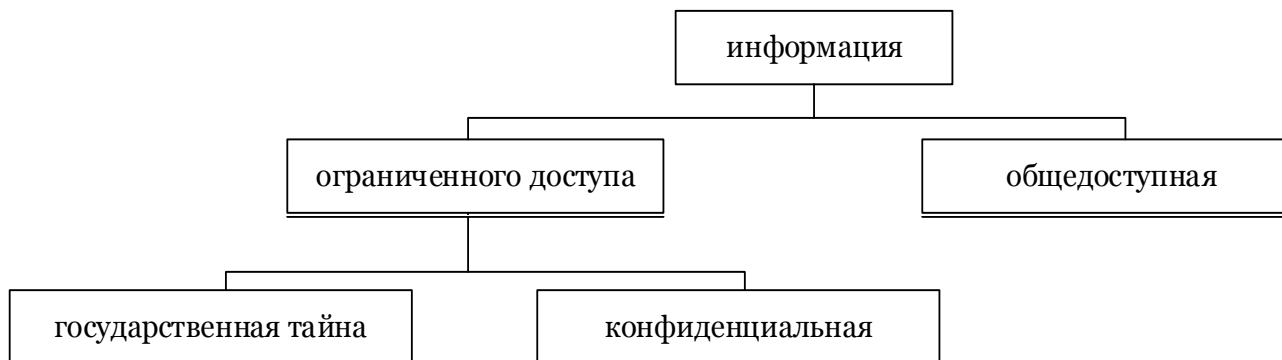 информация
ограниченного доступа
общедоступная
государственная тайна
конфиденциальная